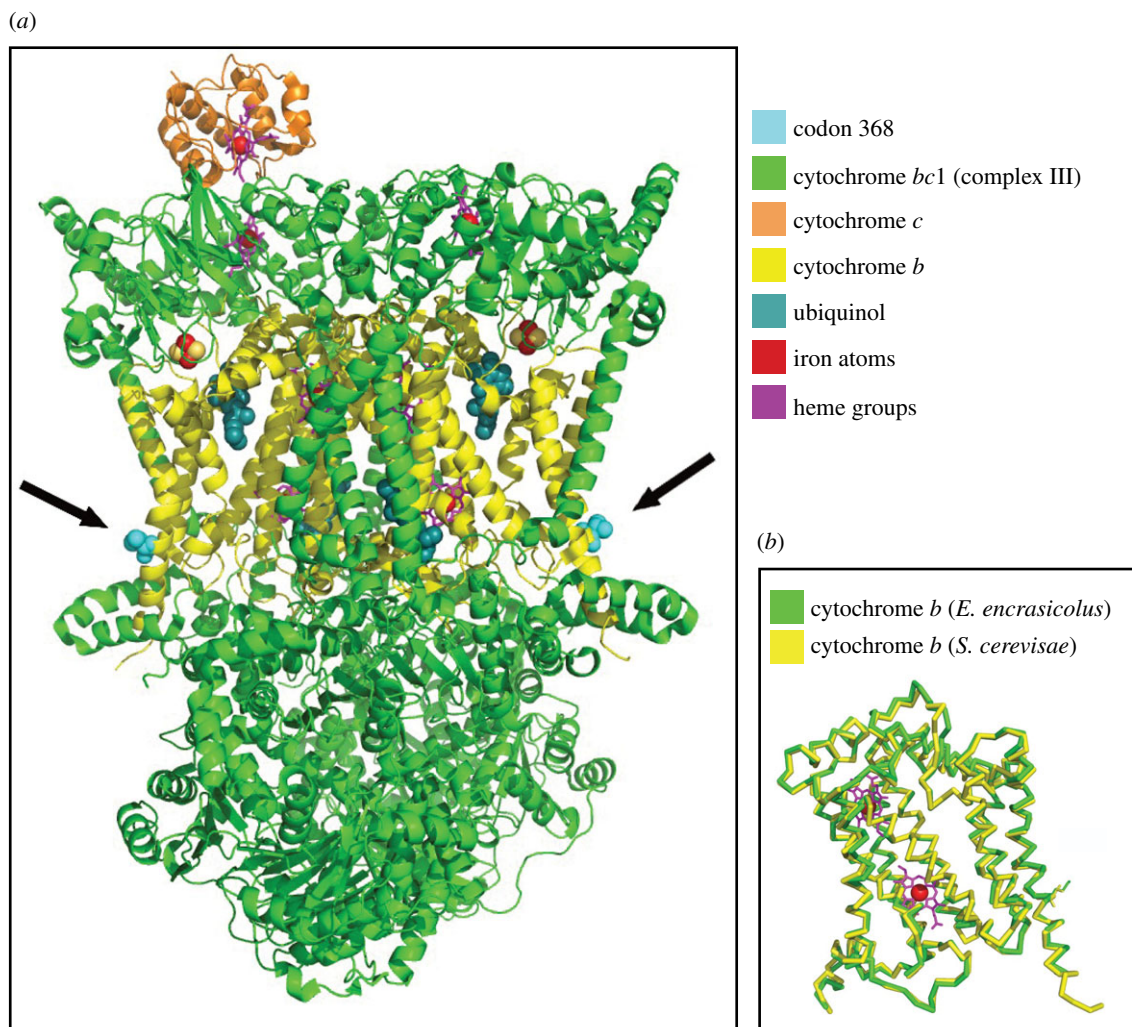 (a)
codon 368
cytochrome bc1 (complex III)
cytochrome c
cytochrome b
ubiquinol
iron atoms
heme groups
(b)
cytochrome b (E. encrasicolus)
cytochrome b (S. cerevisae)